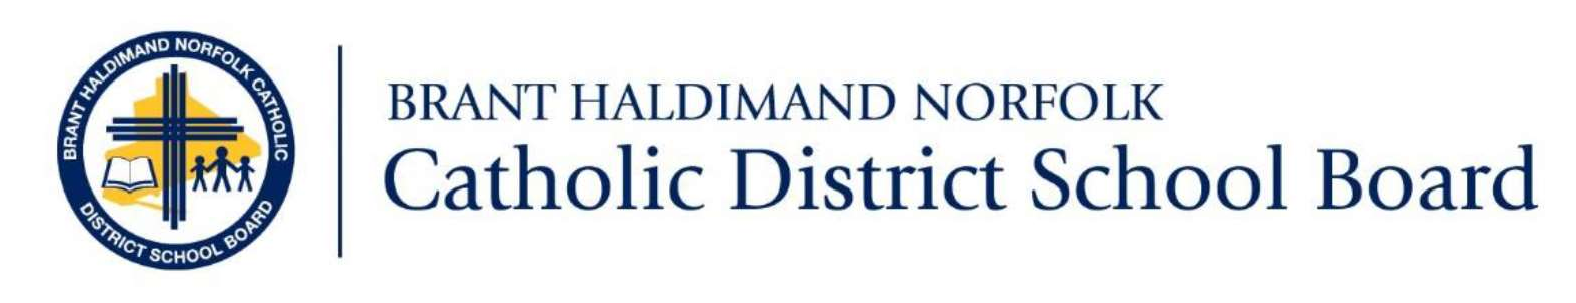 BRANT HALDIMAND NORFOLK CATHOLIC
DISTRICT SCHOOL BOARD
BRANT HALDIMAND NORFOLK
Catholic District School Board